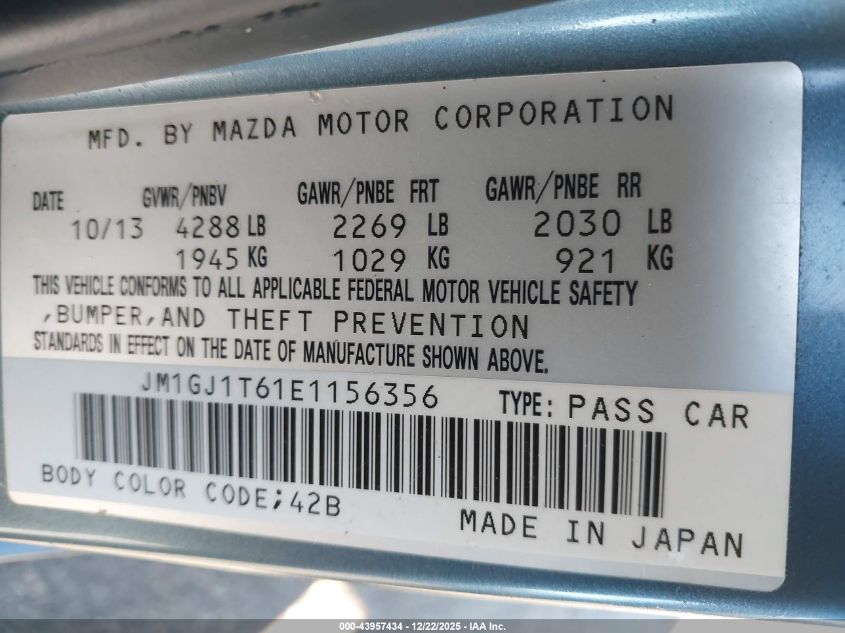 MFD. BY MAZDA MOTOR CORPORATION
DATE GVWR/PNBV GAWR/PNBE FRT GAWR/PNBE RR
10/13 4288 LB 2269 LB 2030 LB
1945 KG 1029 KG 921 KG
THIS VEHICLE CONFORMS TO ALL APPLICABLE FEDERAL MOTOR VEHICLE SAFETY
,BUMPER,AND THEFT PREVENTION
STANDARDS IN EFFECT ON THE DATE OF MANUFACTURE SHOWN ABOVE.
JM1GJ1T61E1156356 TYPE: PASS CAR
BODY COLOR CODE;42B
MADE IN JAPAN
000-43957434 - 12/22/2025 - IAA Inc.